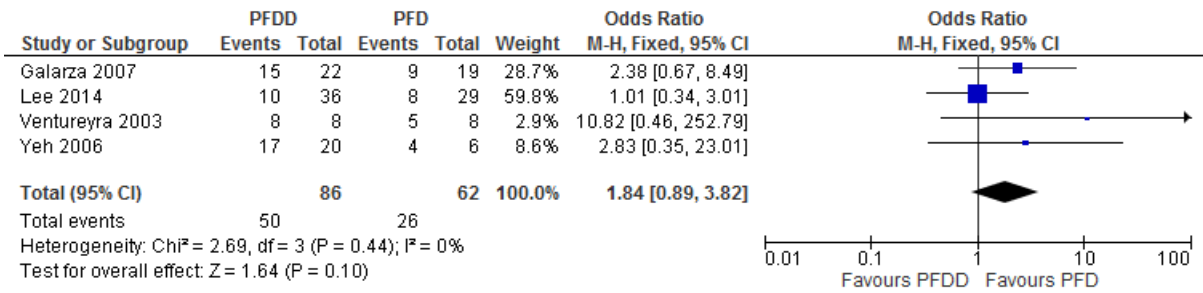 PFDD PFD Odds Ratio Odds Ratio
Study or Subgroup Events Total Events Total Weight M-H, Fixed, 95% CI M-H, Fixed, 95% CI
Galarza 2007 15 22 9 19 28.7% 2.38 [0.67, 8.49]
Lee 2014 10 36 8 29 59.8% 1.01 [0.34, 3.01]
Ventureyra 2003 8 8 5 8 2.9% 10.82 [0.46, 252.79]
Yeh 2006 17 20 4 6 8.6% 2.83 [0.35, 23.01]
Total (95% CI) 86 62 100.0% 1.84 [0.89, 3.82]
Total events 50 26
Heterogeneity: Chi² = 2.69, df = 3 (P = 0.44); I² = 0%
Test for overall effect: Z = 1.64 (P = 0.10)
0.01 0.1 1 10 100
Favours PFDD Favours PFD